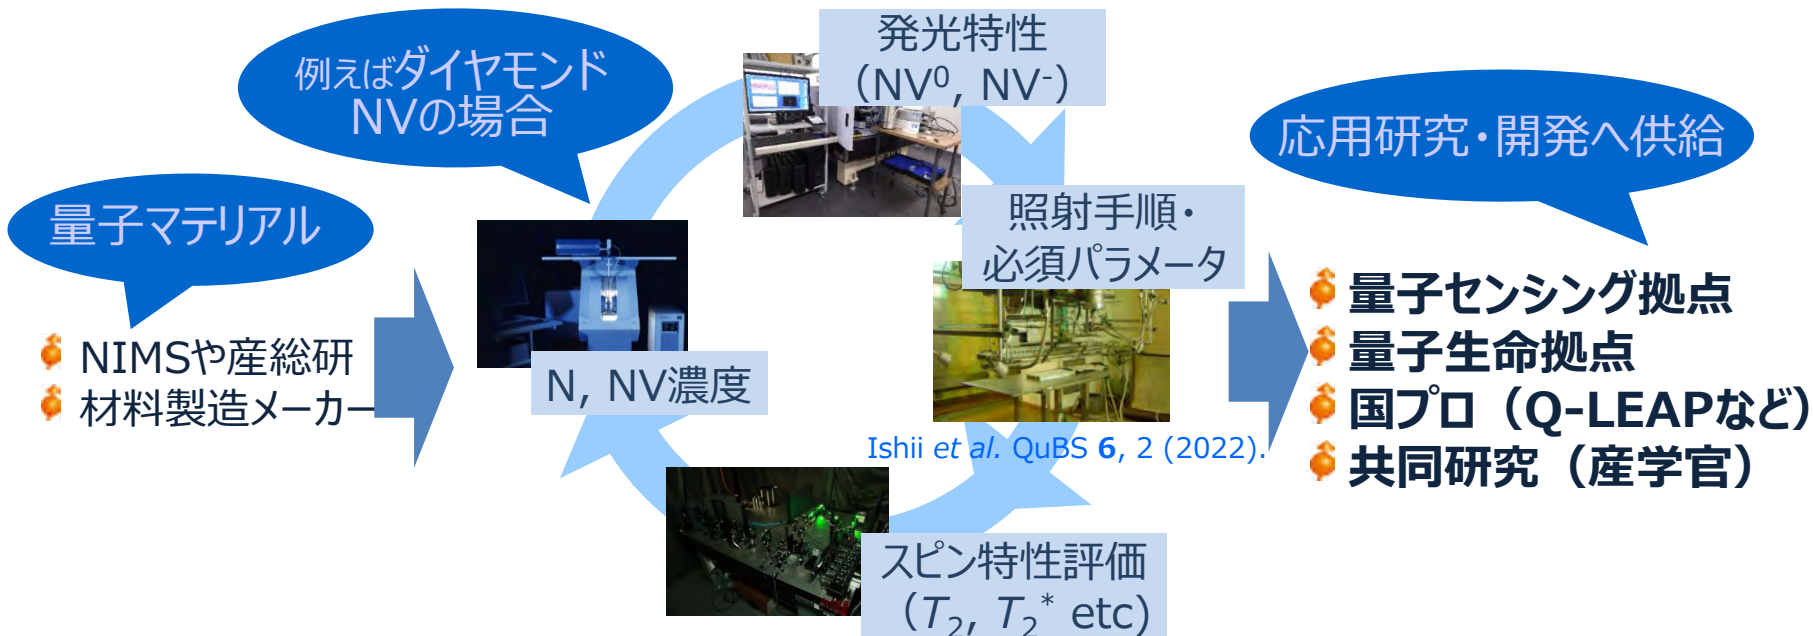 量子マテリアル
NIMSや産総研
材料製造メーカー
例えばダイヤモンド
NVの場合
発光特性
（NV⁰, NV⁻）
照射手順・
必須パラメータ
N, NV濃度
Ishii et al. QuBS 6, 2 (2022).
スピン特性評価
（T₂, T₂* etc)
応用研究・開発へ供給
量子センシング拠点
量子生命拠点
国プロ（Q-LEAPなど）
共同研究（産学官）